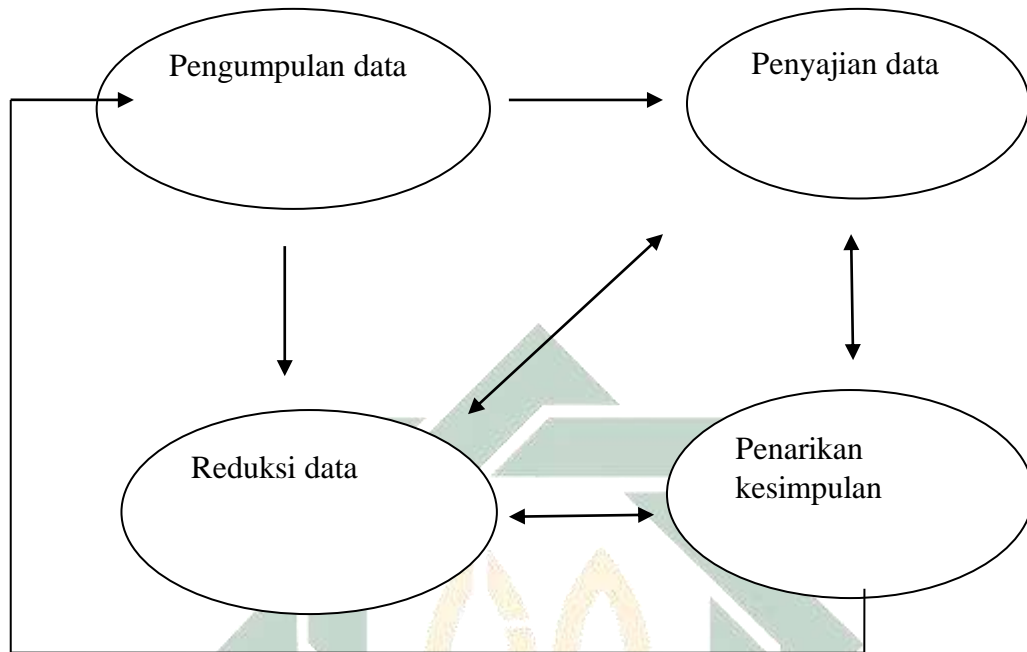 Pengumpulan data
Penyajian data
Reduksi data
Penarikan
kesimpulan